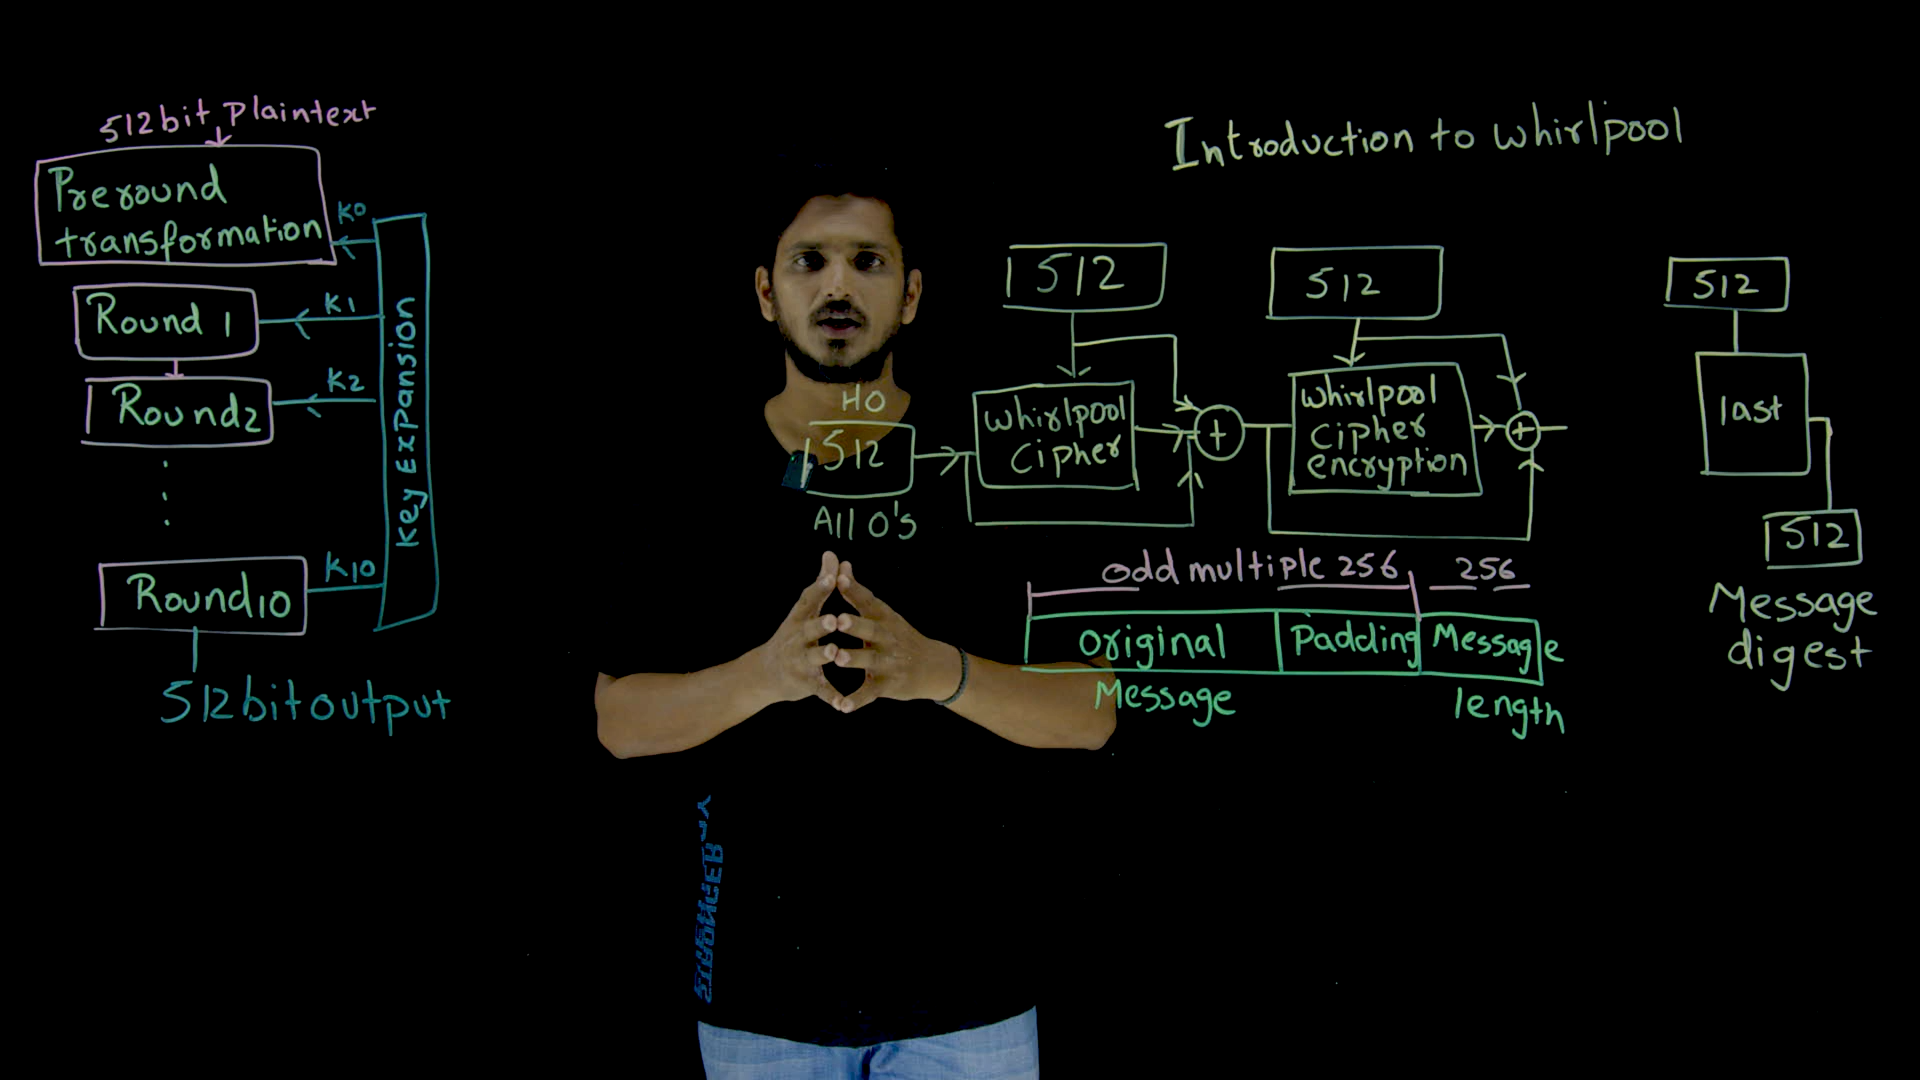 512bit Plaintext
Preround
transformation
K0
Round 1
K1
Round2
K2
Round10
K10
Key Expansion
512bitoutput
Introduction to whirlpool
512
512
512
H0
512
All 0's
whirlpool
cipher
+
whirlpool
cipher
encryption
+
last
512
Message
digest
odd multiple 256
256
original
Padding
Message
Message
length